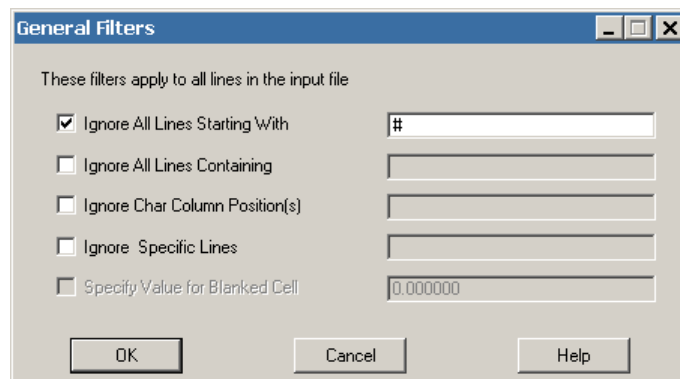 General Filters
These filters apply to all lines in the input file
Ignore All Lines Starting With #
Ignore All Lines Containing
Ignore Char Column Position(s)
Ignore Specific Lines
Specify Value for Blanked Cell 0.000000
OK Cancel Help